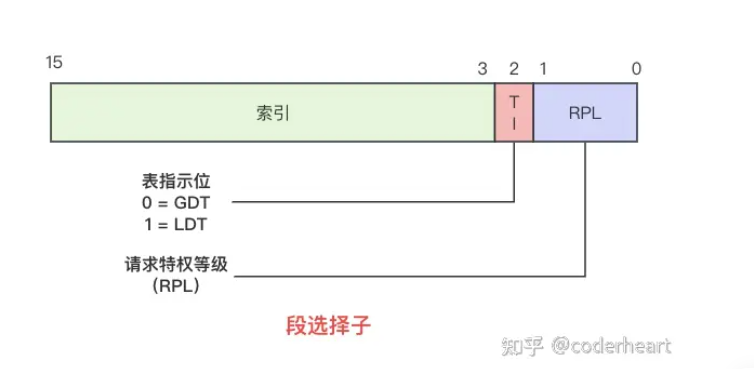 15 3 2 1 0
索引
T
I
RPL
表指示位
0 = GDT
1 = LDT
请求特权等级
（RPL）
段选择子
知乎 @coderheart